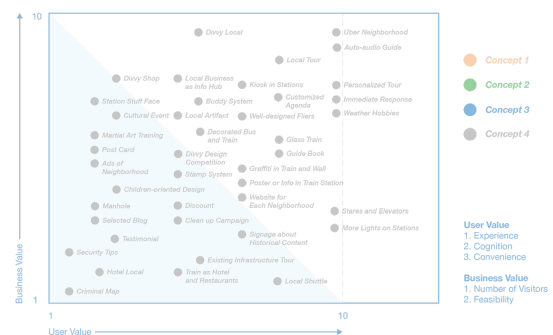 10
Divvy Local
Uber Neighborhood
Auto-audio Guide
Local Tour
Concept 1
Divvy Shop
Local Business
as Info Hub
Kiosk in Stations
Personalized Tour
Concept 2
Station Stuff Face
Buddy System
Customized
Agenda
Immediate Response
Cultural Event
Local Artifact
Wall-designed Fliers
Weather Hobbies
Concept 3
Martial Art Training
Decorated Bus
and Train
Glass Train
Concept 4
Post Card
Divvy Design
Competition
Guide Book
Ads of
Neighborhood
Stamp System
Graffiti in Train and Wall
Poster or Info in Train Station
Children-oriented Design
Website for
Each Neighborhood
Manhole
Discount
Stares and Elevators
Selected Blog
Clean up Campaign
More Lights on Stations
Testimonial
Signage about
Historical Content
Security Tips
Existing Infrastructure Tour
Hotel Local
Train as Hotel
and Restaurants
Local Shuttle
Criminal Map
User Value
1. Experience
2. Cognition
3. Convenience
Business Value
1. Number of Visitors
2. Feasibility
Business Value
1
1
10
User Value